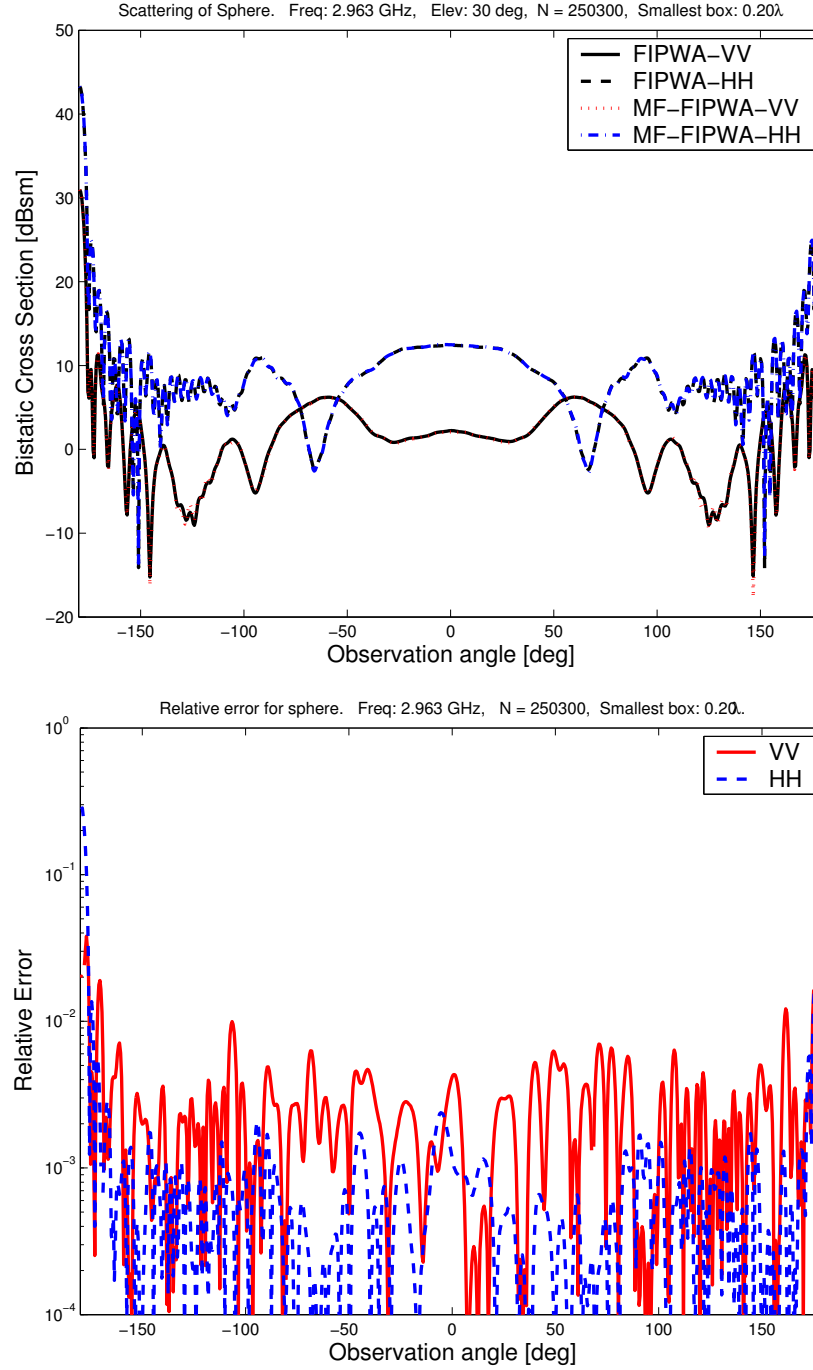 Scattering of Sphere. Freq: 2.963 GHz, Elev: 30 deg, N = 250300, Smallest box: 0.20λ
50
40
30
20
10
0
−10
−20
Bistatic Cross Section [dBsm]
FIPWA−VV
FIPWA−HH
MF−FIPWA−VV
MF−FIPWA−HH
−150 −100 −50 0 50 100 150
Observation angle [deg]
Relative error for sphere. Freq: 2.963 GHz, N = 250300, Smallest box: 0.20λ.
10^0
10^−1
10^−2
10^−3
10^−4
Relative Error
VV
HH
−150 −100 −50 0 50 100 150
Observation angle [deg]